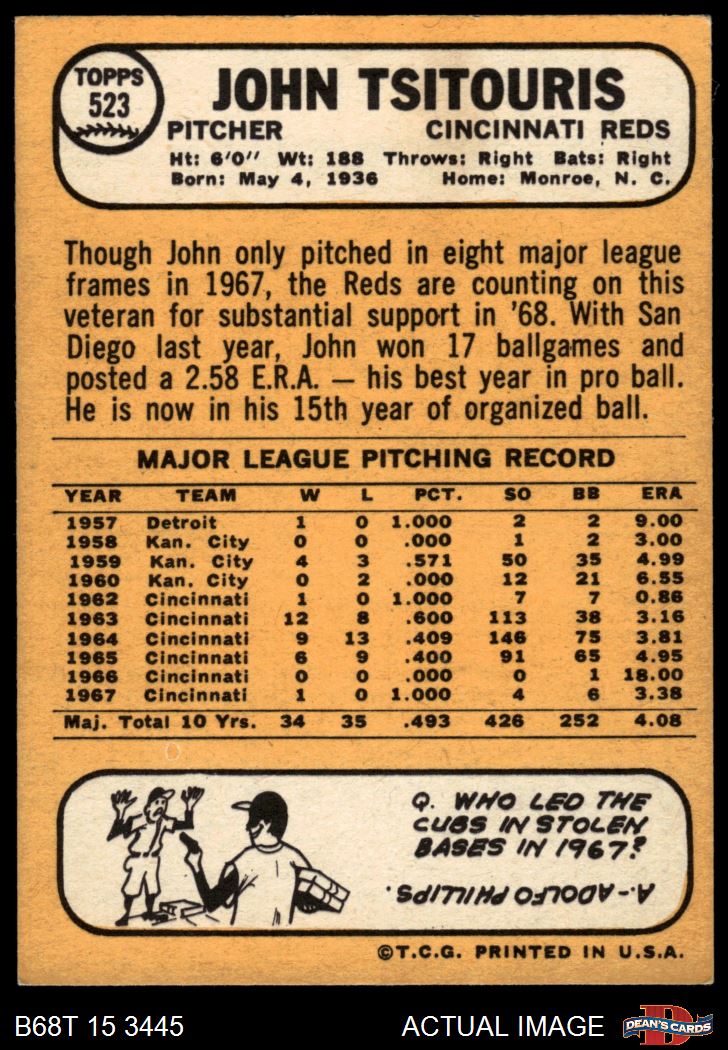 TOPPS
523
JOHN TSITOURIS
PITCHER CINCINNATI REDS
Ht: 6'0" Wt: 188 Throws: Right Bats: Right
Born: May 4, 1936 Home: Monroe, N. C.
Though John only pitched in eight major league
frames in 1967, the Reds are counting on this
veteran for substantial support in '68. With San
Diego last year, John won 17 ballgames and
posted a 2.58 E.R.A. — his best year in pro ball.
He is now in his 15th year of organized ball.
MAJOR LEAGUE PITCHING RECORD
YEAR TEAM W L PCT. SO BB ERA
1957 Detroit 1 0 1.000 2 2 9.00
1958 Kan. City 0 0 .000 1 2 3.00
1959 Kan. City 4 3 .571 50 35 4.99
1960 Kan. City 0 2 .000 12 21 6.55
1962 Cincinnati 1 0 1.000 7 7 0.86
1963 Cincinnati 12 8 .600 113 38 3.16
1964 Cincinnati 9 13 .409 146 75 3.81
1965 Cincinnati 6 9 .400 91 65 4.95
1966 Cincinnati 0 0 .000 0 1 18.00
1967 Cincinnati 1 0 1.000 4 6 3.38
Maj. Total 10 Yrs. 34 35 .493 426 252 4.08
Q. WHO LED THE
CUBS IN STOLEN
BASES IN 1967?
A-ADOLFO PHILLIPS.
©T.C.G. PRINTED IN U.S.A.
B68T 15 3445 ACTUAL IMAGE
D
DEAN'S CARDS